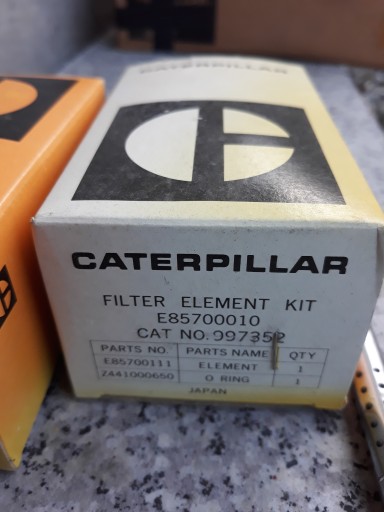 CATERPILLAR
CATERPILLAR
FILTER ELEMENT KIT
E85700010
CAT NO. 997352
PARTS NO. PARTS NAME QTY
E85700111 ELEMENT 1
Z441000650 O RING 1
JAPAN